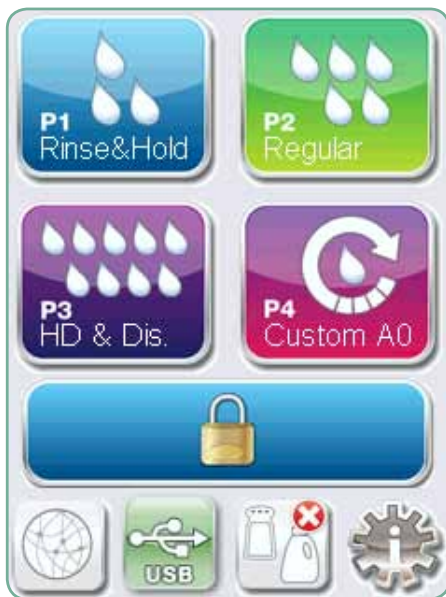 P1
Rinse&Hold
P2
Regular
P3
HD & Dis.
P4
Custom A0
USB